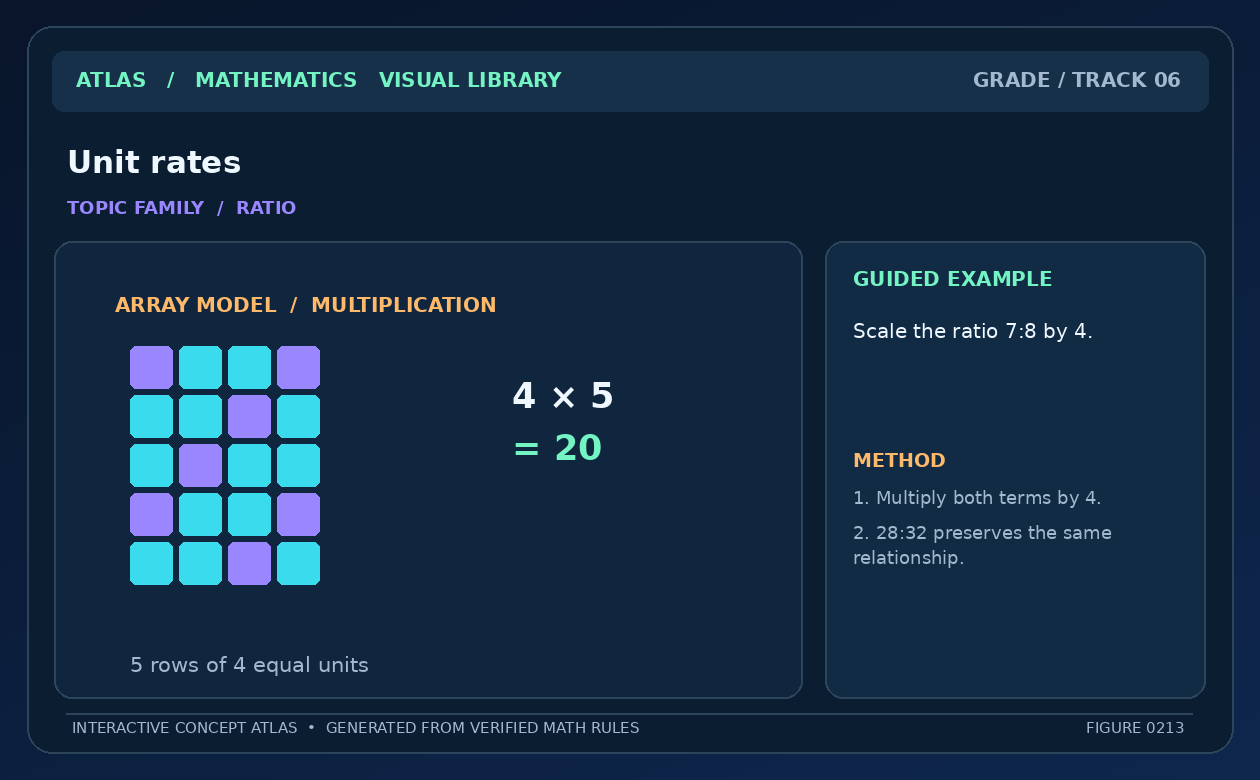 ATLAS / MATHEMATICS VISUAL LIBRARY
GRADE / TRACK 06
Unit rates
TOPIC FAMILY / RATIO
ARRAY MODEL / MULTIPLICATION
4 × 5
= 20
5 rows of 4 equal units
GUIDED EXAMPLE
Scale the ratio 7:8 by 4.
METHOD
1. Multiply both terms by 4.
2. 28:32 preserves the same
relationship.
INTERACTIVE CONCEPT ATLAS • GENERATED FROM VERIFIED MATH RULES
FIGURE 0213